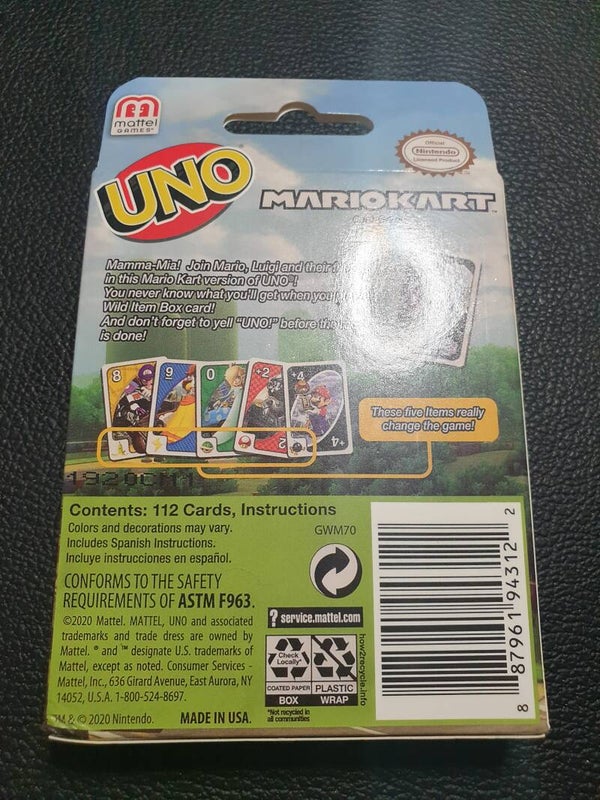 mattel
GAMES
Official
Nintendo
Licensed Product
UNO
MARIOKART™
Mamma-Mia! Join Mario, Luigi and their
in this Mario Kart version of UNO®!
You never know what you'll get when you
Wild Item Box card!
And don't forget to yell "UNO!" before the
is done!
8 9 0 +2 +4
2 +4
These five Items really
change the game!
Contents: 112 Cards, Instructions
Colors and decorations may vary. GWM70
Includes Spanish Instructions.
Incluye instrucciones en español.
CONFORMS TO THE SAFETY
REQUIREMENTS OF ASTM F963.
©2020 Mattel. MATTEL, UNO and associated
trademarks and trade dress are owned by
Mattel. ® and ™ designate U.S. trademarks of
Mattel, except as noted. Consumer Services -
Mattel, Inc., 636 Girard Avenue, East Aurora, NY
14052, U.S.A. 1-800-524-8697.
TM & © 2020 Nintendo. MADE IN USA.
? service.mattel.com
Check
Locally*
COATED PAPER PLASTIC
BOX WRAP
*Not recycled in
all communities
how2recycle.info
8 87961 94312 2